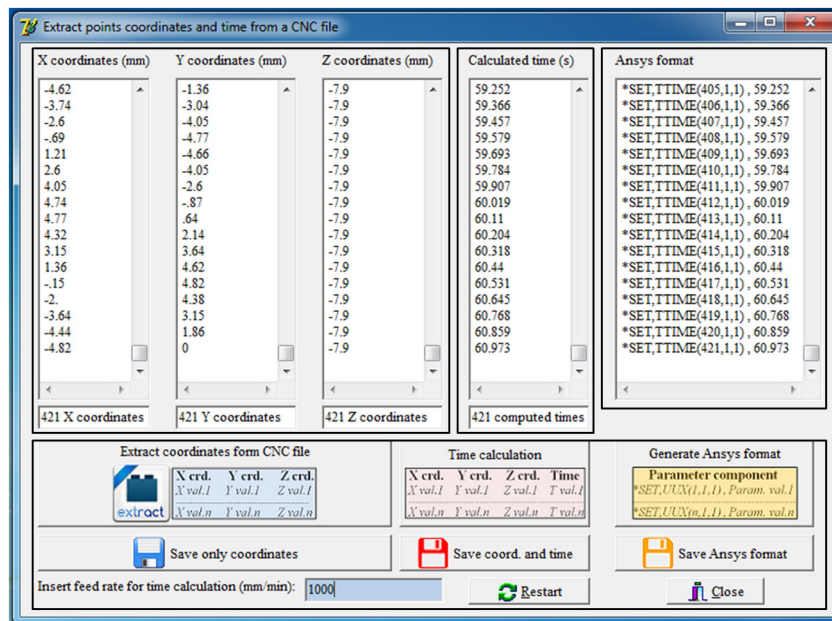 Extract points coordinates and time from a CNC file
X coordinates (mm) Y coordinates (mm) Z coordinates (mm) Calculated time (s) Ansys format
-4.62 -1.36 -7.9 59.252 *SET,TTIME(405,1,1) , 59.252
-3.74 -3.04 -7.9 59.366 *SET,TTIME(406,1,1) , 59.366
-2.6 -4.05 -7.9 59.457 *SET,TTIME(407,1,1) , 59.457
-.69 -4.77 -7.9 59.579 *SET,TTIME(408,1,1) , 59.579
1.21 -4.66 -7.9 59.693 *SET,TTIME(409,1,1) , 59.693
2.6 -4.05 -7.9 59.784 *SET,TTIME(410,1,1) , 59.784
4.05 -2.6 -7.9 59.907 *SET,TTIME(411,1,1) , 59.907
4.74 -.87 -7.9 60.019 *SET,TTIME(412,1,1) , 60.019
4.77 .64 -7.9 60.11 *SET,TTIME(413,1,1) , 60.11
4.32 2.14 -7.9 60.204 *SET,TTIME(414,1,1) , 60.204
3.15 3.64 -7.9 60.318 *SET,TTIME(415,1,1) , 60.318
1.36 4.62 -7.9 60.44 *SET,TTIME(416,1,1) , 60.44
-.15 4.82 -7.9 60.531 *SET,TTIME(417,1,1) , 60.531
-2. 4.38 -7.9 60.645 *SET,TTIME(418,1,1) , 60.645
-3.64 3.15 -7.9 60.768 *SET,TTIME(419,1,1) , 60.768
-4.44 1.86 -7.9 60.859 *SET,TTIME(420,1,1) , 60.859
-4.82 0 -7.9 60.973 *SET,TTIME(421,1,1) , 60.973
421 X coordinates 421 Y coordinates 421 Z coordinates 421 computed times
Extract coordinates form CNC file Time calculation Generate Ansys format
extract
X crd. Y crd. Z crd.
X val.1 Y val.1 Z val.1
X val.n Y val.n Z val.n
X crd. Y crd. Z crd. Time
X val.1 Y val.1 Z val.1 T val.1
X val.n Y val.n Z val.n T val.n
Parameter component
*SET,UUX(1,1,1) , Param. val.1
*SET,UUX(n,1,1) , Param. val.n
Save only coordinates Save coord. and time Save Ansys format
Insert feed rate for time calculation (mm/min): 1000 Restart Close